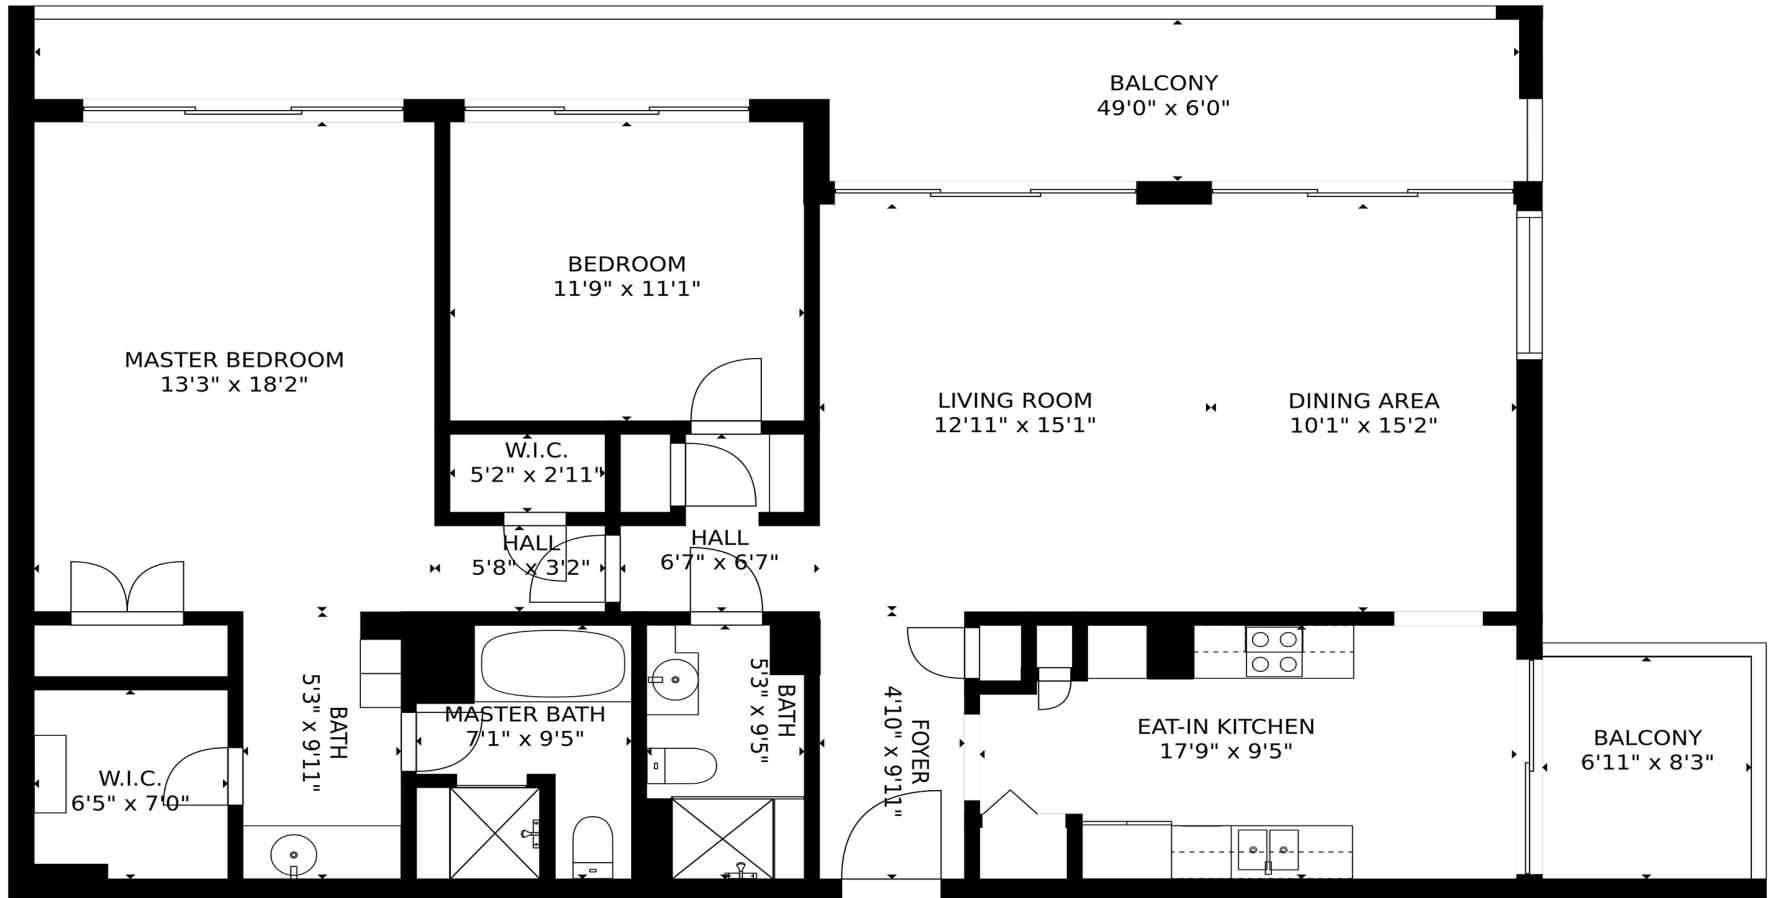 BALCONY
49'0" x 6'0"
BEDROOM
11'9" x 11'1"
MASTER BEDROOM
13'3" x 18'2"
LIVING ROOM
12'11" x 15'1"
DINING AREA
10'1" x 15'2"
W.I.C.
5'2" x 2'11"
HALL
5'8" x 3'2"
HALL
6'7" x 6'7"
BATH
5'3" x 9'11"
MASTER BATH
7'1" x 9'5"
BATH
5'3" x 9'5"
FOYER
4'10" x 9'11"
EAT-IN KITCHEN
17'9" x 9'5"
BALCONY
6'11" x 8'3"
W.I.C.
6'5" x 7'0"